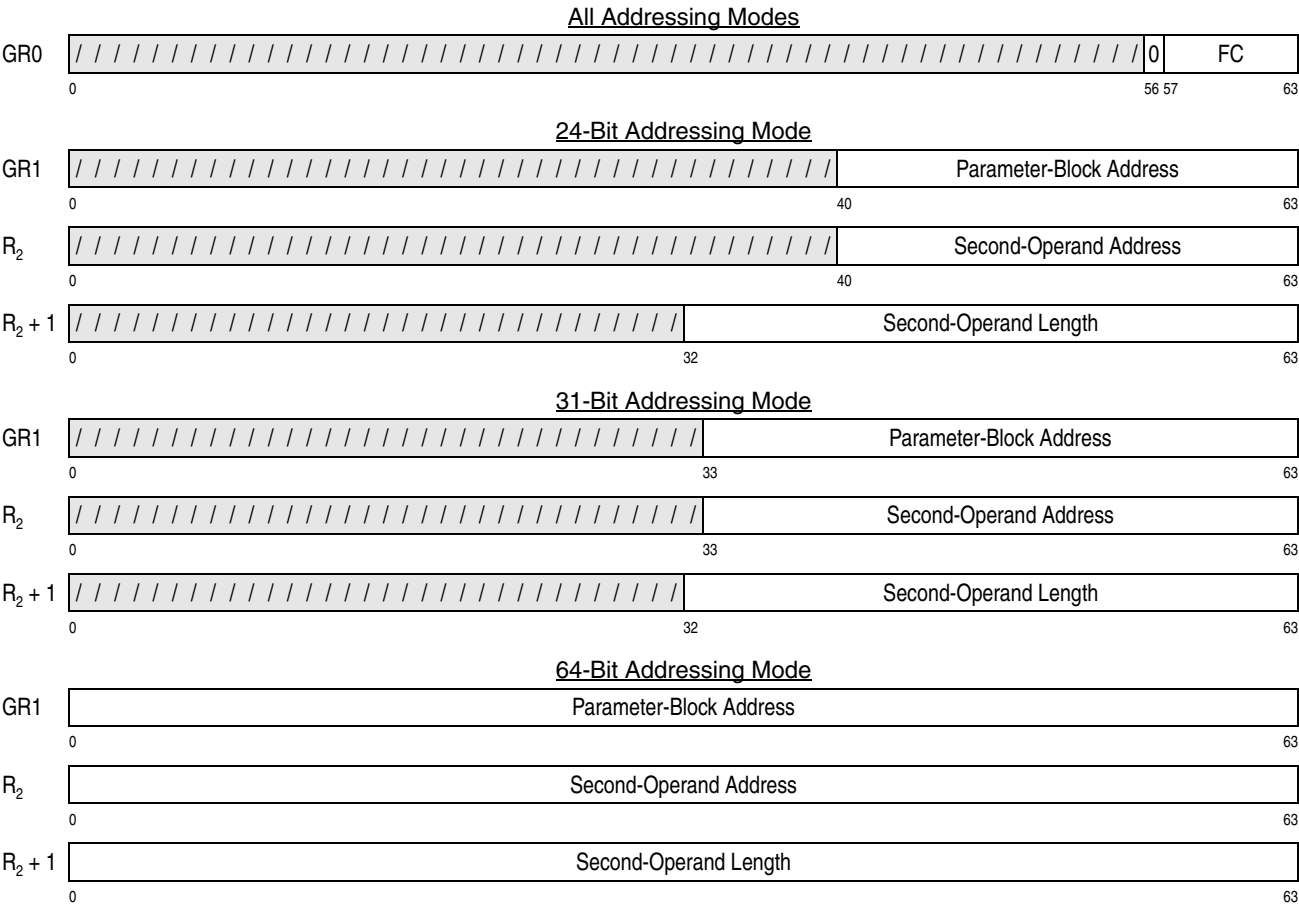 All Addressing Modes
GR0 / / / / / / / / / / / / / / / / / / / / / / / / / / / / / / / / / / / / / / / / / / / / / / / / / / / / / / / / 0 FC
0 56 57 63
24-Bit Addressing Mode
GR1 / / / / / / / / / / / / / / / / / / / / / / / / / / / / / / / / / / / / / / / / Parameter-Block Address
0 40 63
R2 / / / / / / / / / / / / / / / / / / / / / / / / / / / / / / / / / / / / / / / / Second-Operand Address
0 40 63
R2 + 1 / / / / / / / / / / / / / / / / / / / / / / / / / / / / / / / / Second-Operand Length
0 32 63
31-Bit Addressing Mode
GR1 / / / / / / / / / / / / / / / / / / / / / / / / / / / / / / / / / Parameter-Block Address
0 33 63
R2 / / / / / / / / / / / / / / / / / / / / / / / / / / / / / / / / / Second-Operand Address
0 33 63
R2 + 1 / / / / / / / / / / / / / / / / / / / / / / / / / / / / / / / / Second-Operand Length
0 32 63
64-Bit Addressing Mode
GR1 Parameter-Block Address
0 63
R2 Second-Operand Address
0 63
R2 + 1 Second-Operand Length
0 63